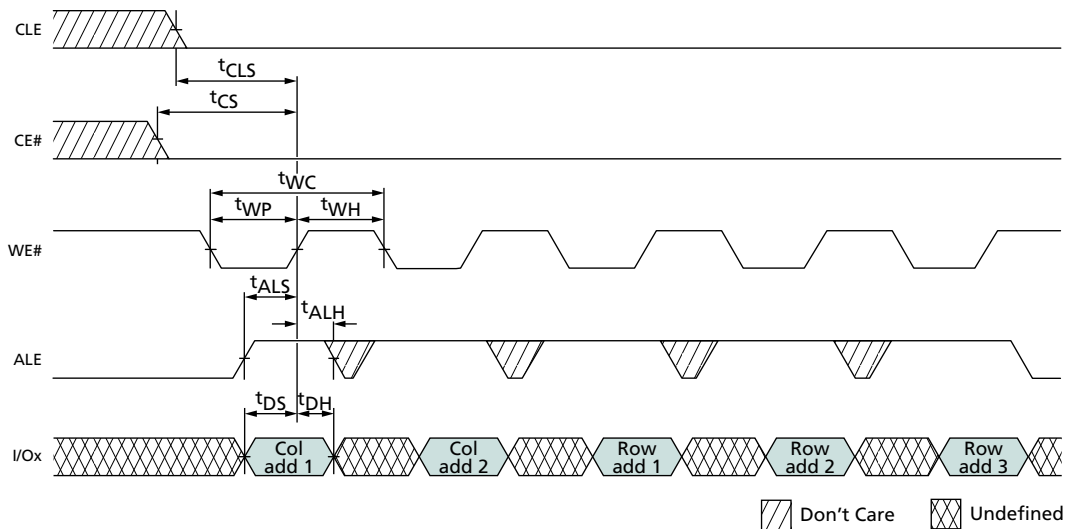 CLE
tCLS
tCS
CE#
tWC
tWP tWH
WE#
tALS
tALH
ALE
tDS tDH
I/Ox
Col add 1
Col add 2
Row add 1
Row add 2
Row add 3
Don't Care
Undefined